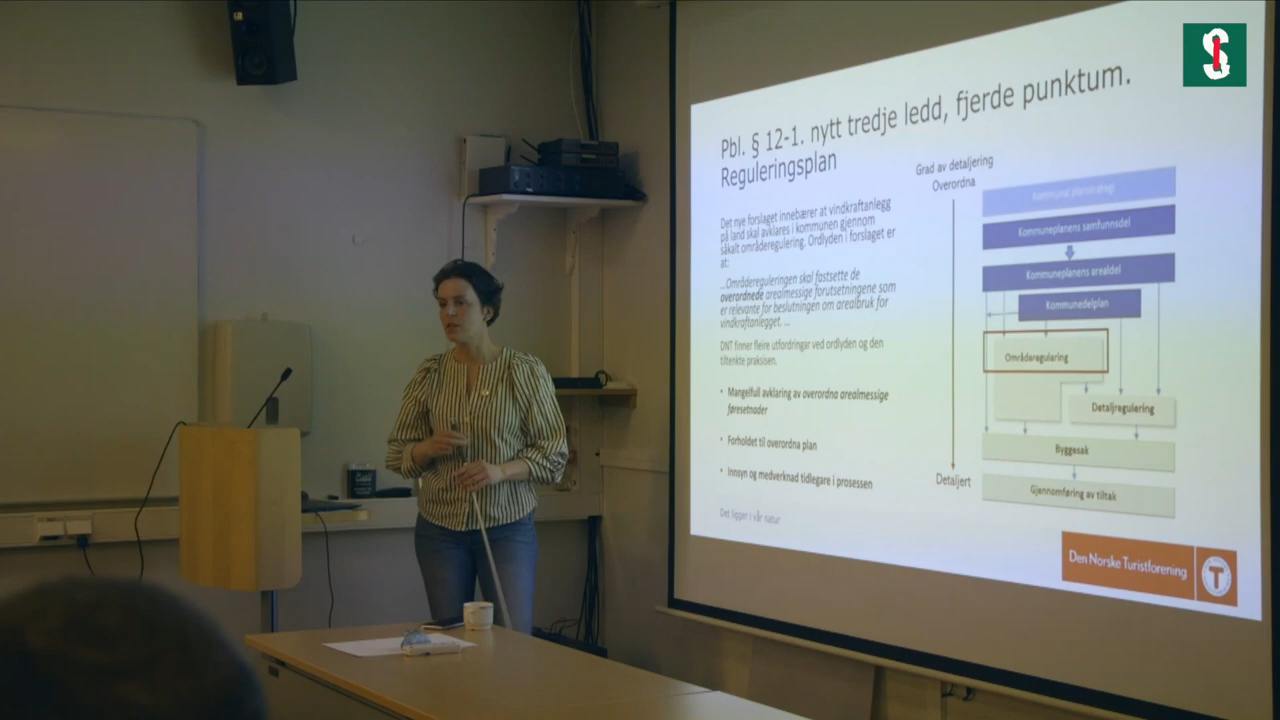 Pbl. § 12-1. nytt tredje ledd, fjerde punktum.
Reguleringsplan
Det nye forslaget innebærer at vindkraftanlegg
på land skal avklares i kommunen gjennom
såkalt områderegulering. Ordlyden i forslaget er
at:
...Områdereguleringen skal fastsette de
overordnede arealmessige forutsetningene som
er relevante for beslutningen om arealbruk for
vindkraftanlegget. ...
DNT finner fleire utfordringar ved ordlyden og den
tiltenkte praksisen.
• Mangelfull avklaring av overordna arealmessige
føresetnader
• Forholdet til overordna plan
• Innsyn og medverknad tidlegare i prosessen
Det ligger i vår natur
Grad av detaljering
Overordna
Detaljert
Kommunal planstrategi
Kommuneplanens samfunnsdel
Kommuneplanens arealdel
Kommunedelplan
Områderegulering
Detaljregulering
Byggesak
Gjennomføring av tiltak
Den Norske Turistforening
T